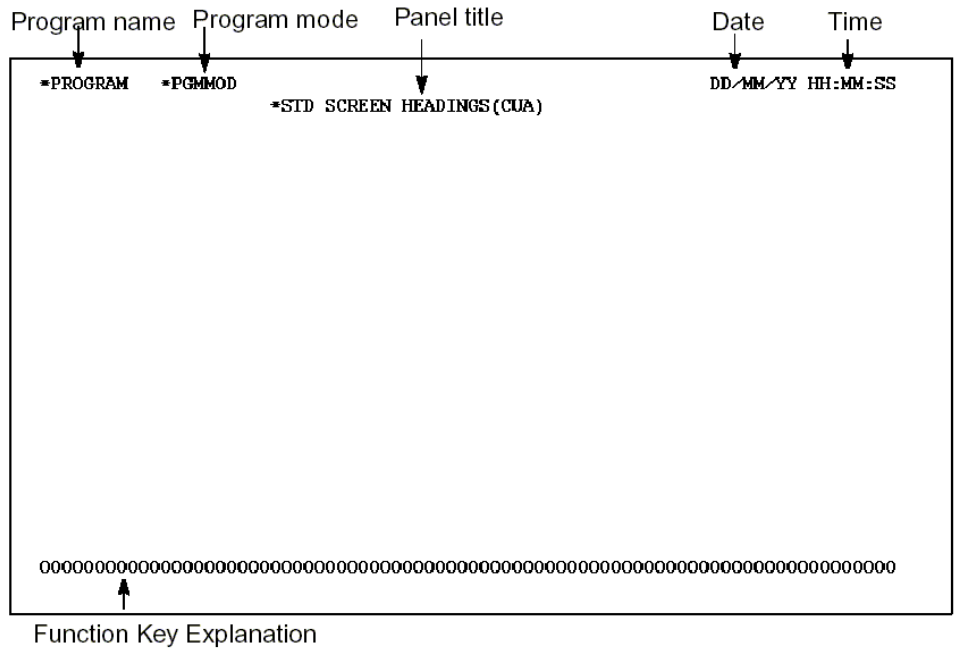 Program name Program mode Panel title Date Time
*PROGRAM *PGMMOD DD/MM/YY HH:MM:SS
*STD SCREEN HEADINGS(CUA)
OOOOOOOOOOOOOOOOOOOOOOOOOOOOOOOOOOOOOOOOOOOOOOOOOOOOOOOOOOOOOOOOOOOOOOOOOOOOOO
Function Key Explanation